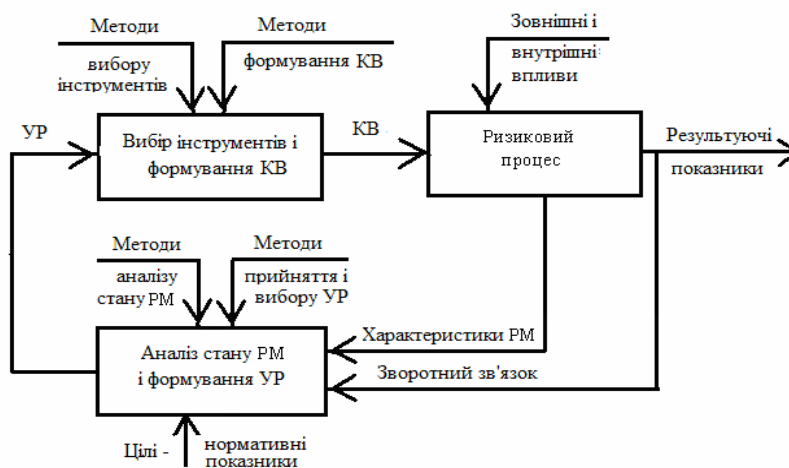 Методи
вибору
інструментів
Методи
формування КВ
Зовнішні і
внутрішні
впливи
УР
Вибір інструментів і
формування КВ
КВ
Ризиковий
процес
Результуючі
показники
Методи
аналізу
стану РМ
Методи
прийняття і
вибору УР
Аналіз стану РМ
і формування УР
Характеристики РМ
Зворотний зв'язок
Цілі -
нормативні
показники